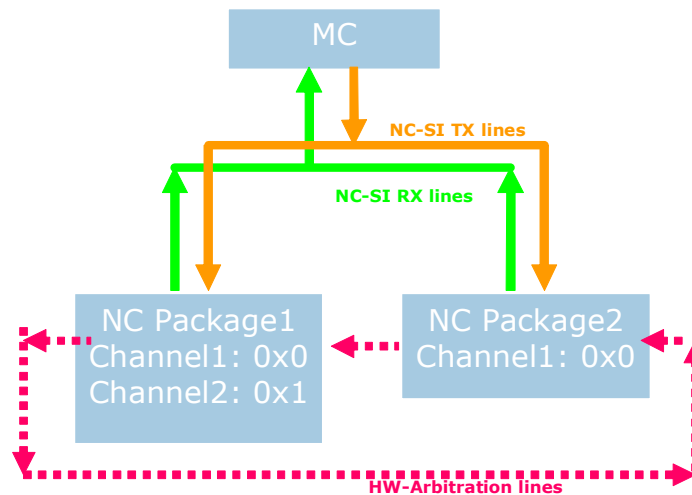 MC
NC-SI TX lines
NC-SI RX lines
NC Package1
Channel1: 0x0
Channel2: 0x1
NC Package2
Channel1: 0x0
HW-Arbitration lines